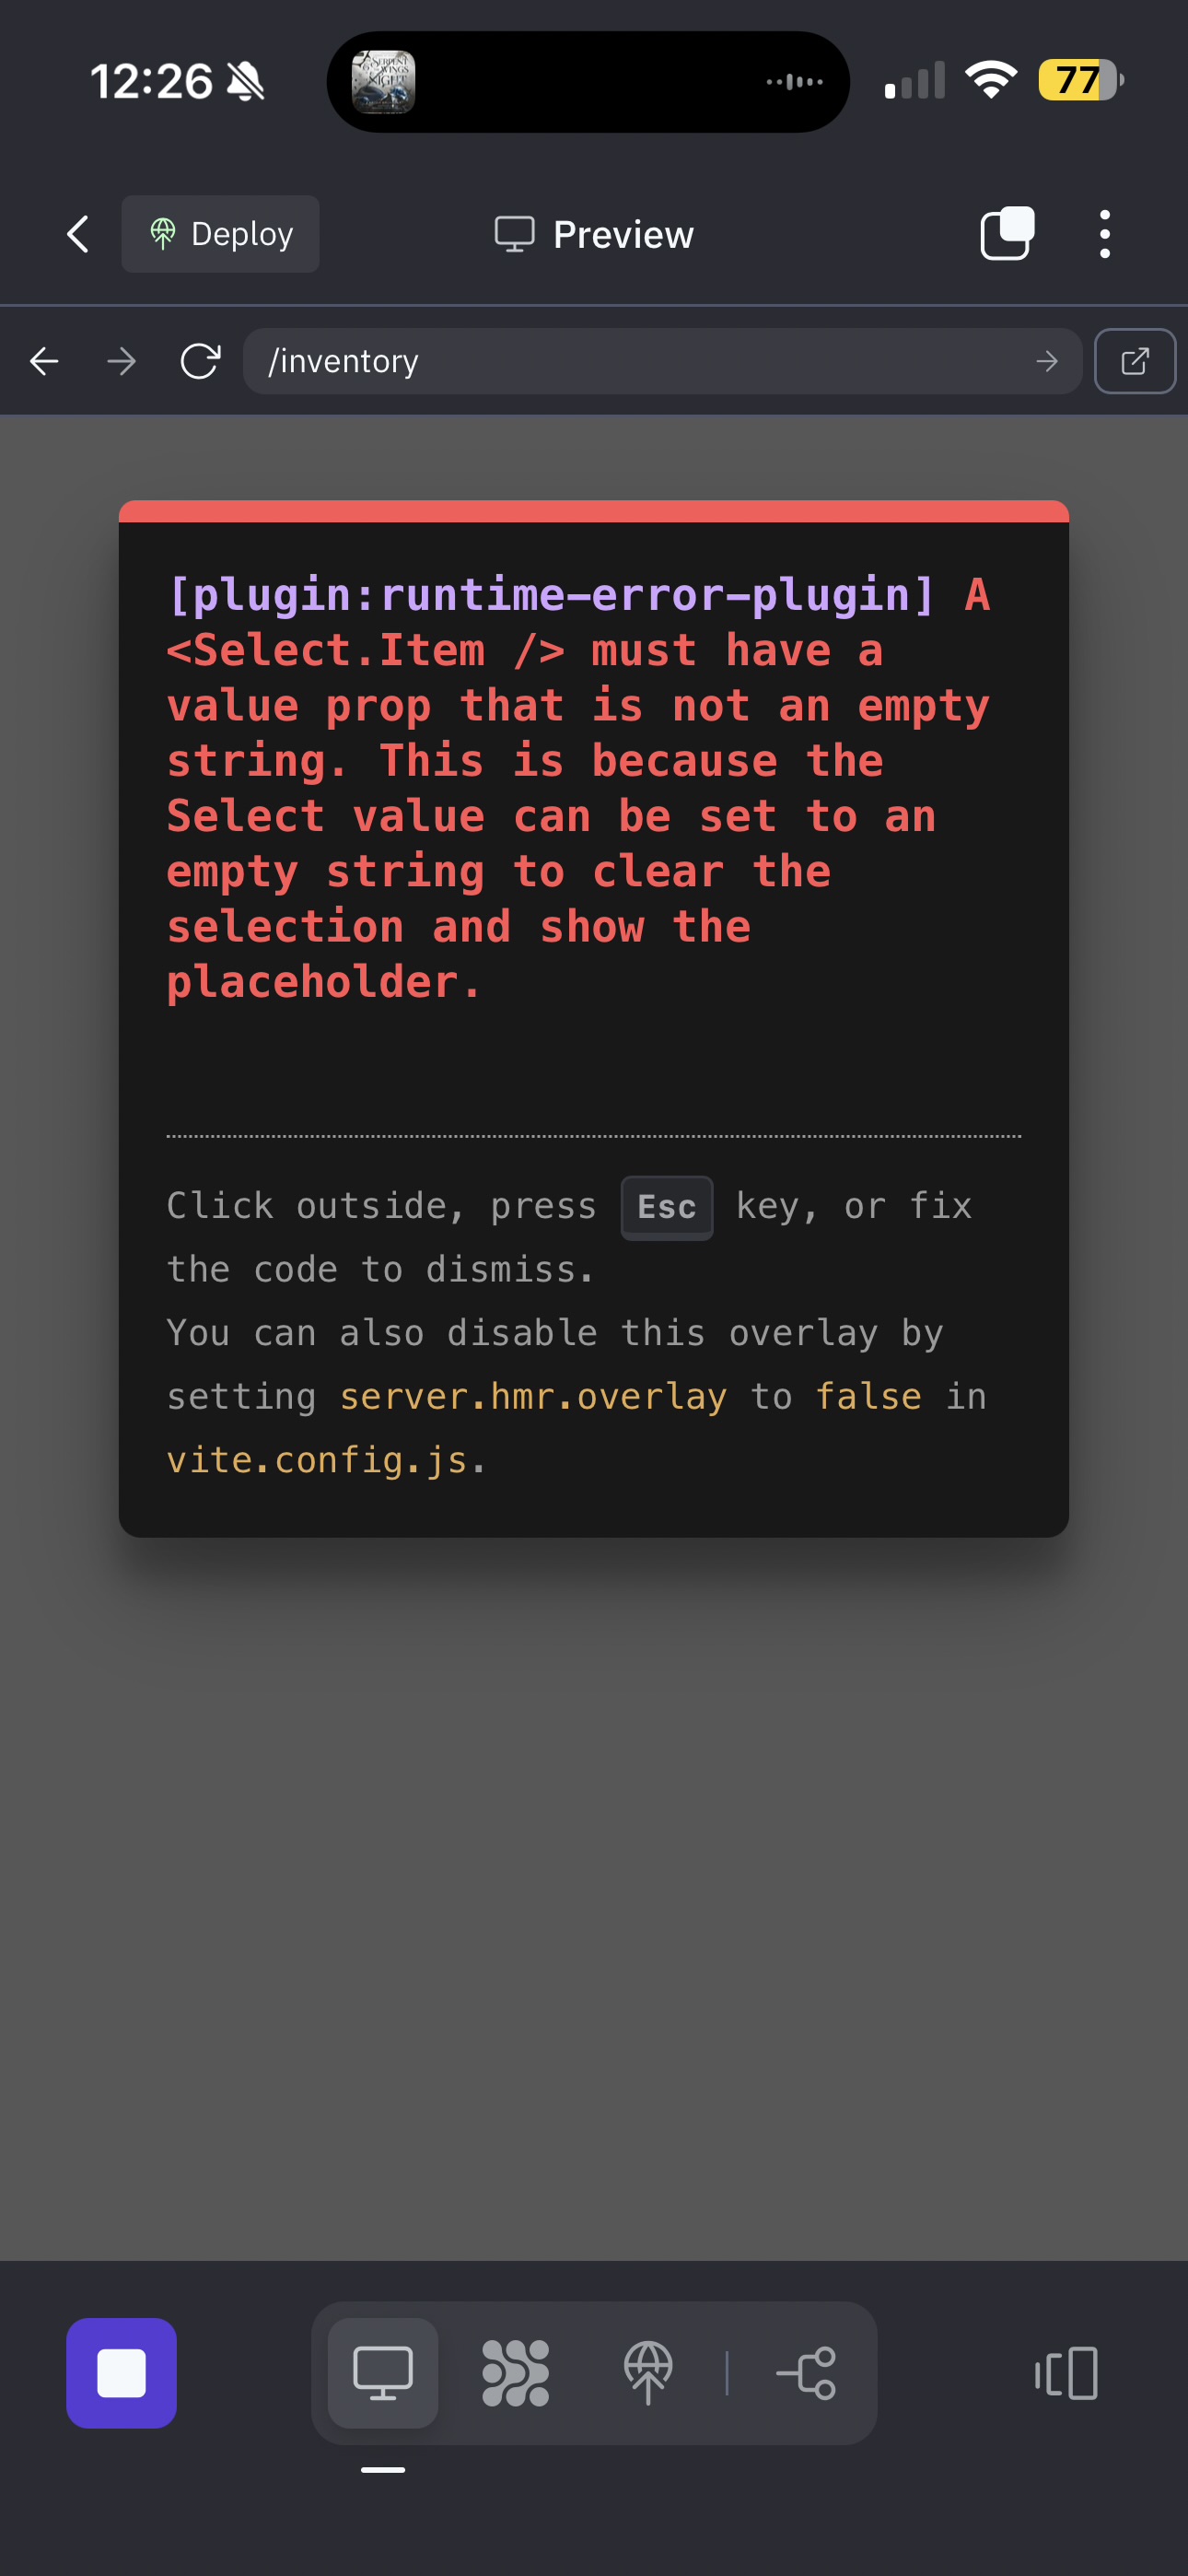 12:26
SERPENT
WINGS
NIGHT
77
Deploy
Preview
/inventory
[plugin:runtime-error-plugin] A
<Select.Item /> must have a
value prop that is not an empty
string. This is because the
Select value can be set to an
empty string to clear the
selection and show the
placeholder.
Click outside, press Esc key, or fix
the code to dismiss.
You can also disable this overlay by
setting server.hmr.overlay to false in
vite.config.js.